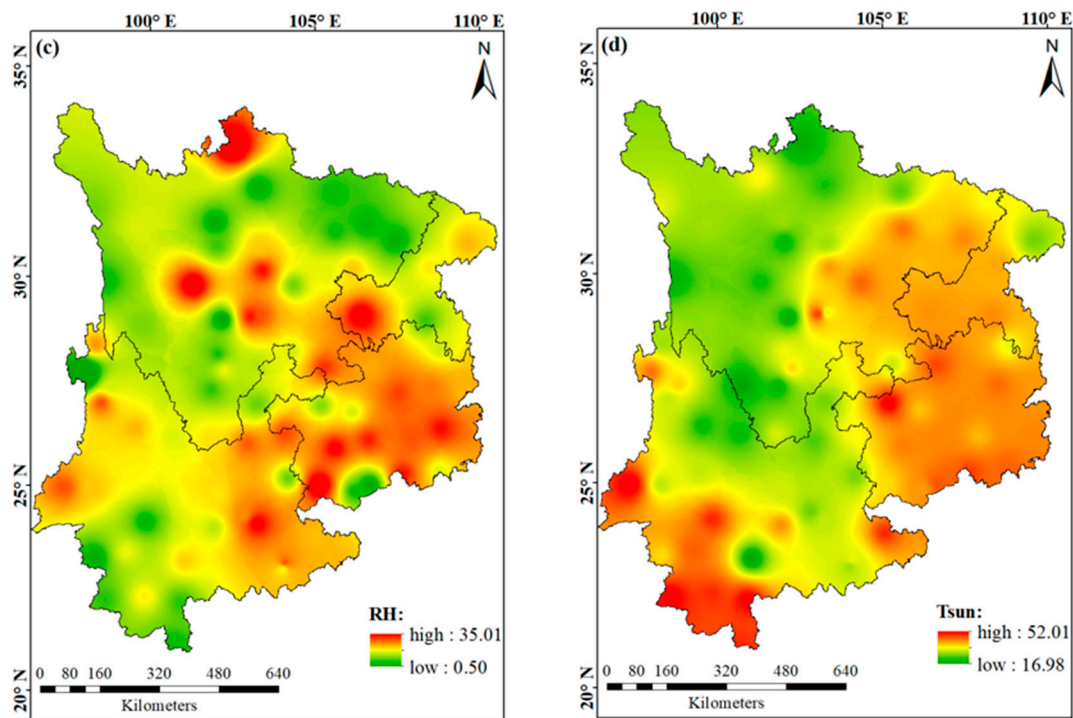 100° E 105° E 110° E
(c)
N
35° N
30° N
25° N
20° N
RH:
high : 35.01
low : 0.50
0 80 160 320 480 640
Kilometers
100° E 105° E 110° E
(d)
N
35° N
30° N
25° N
20° N
Tsun:
high : 52.01
low : 16.98
0 80 160 320 480 640
Kilometers